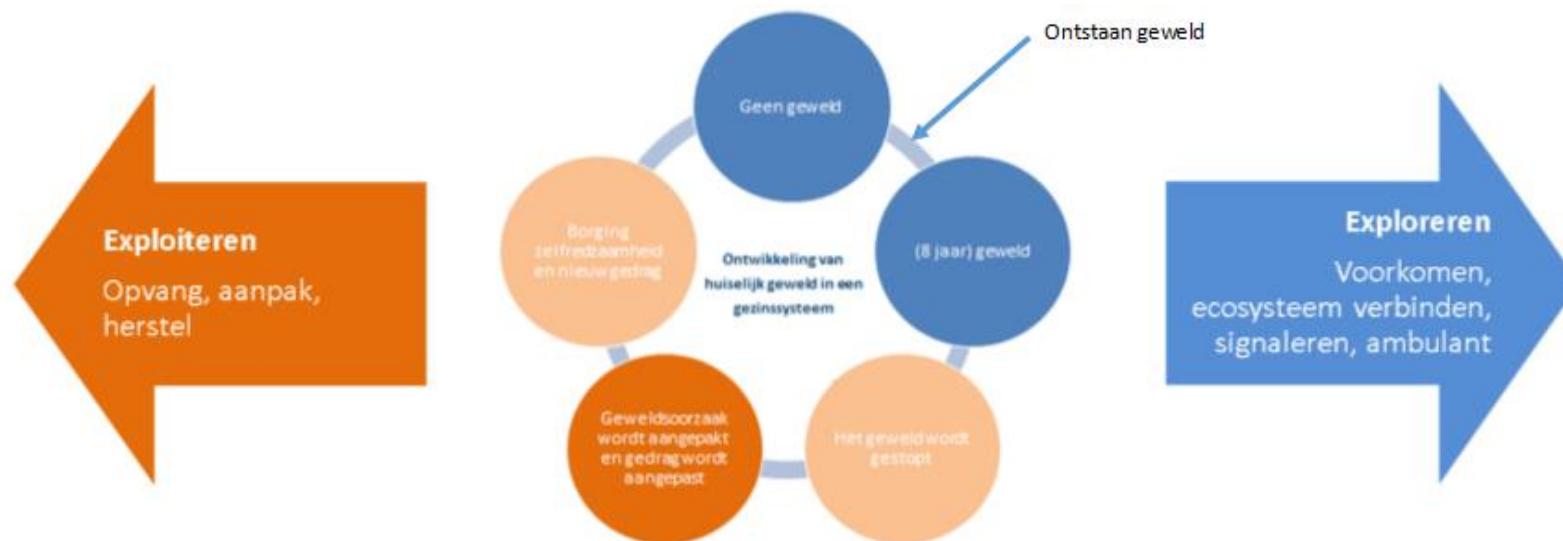 Ontstaan geweld
Geen geweld
Exploiteren
Opvang, aanpak,
herstel
Borging
zelfredzaamheid
en nieuw gedrag
Ontwikkeling van
huiselijk geweld in een
gezinssysteem
(8 jaar) geweld
Exploreren
Voorkomen,
ecosysteem verbinden,
signaleren, ambulant
Geweldsoorzaak
wordt aangepakt
en gedrag wordt
aangepast
Het geweld wordt
gestopt